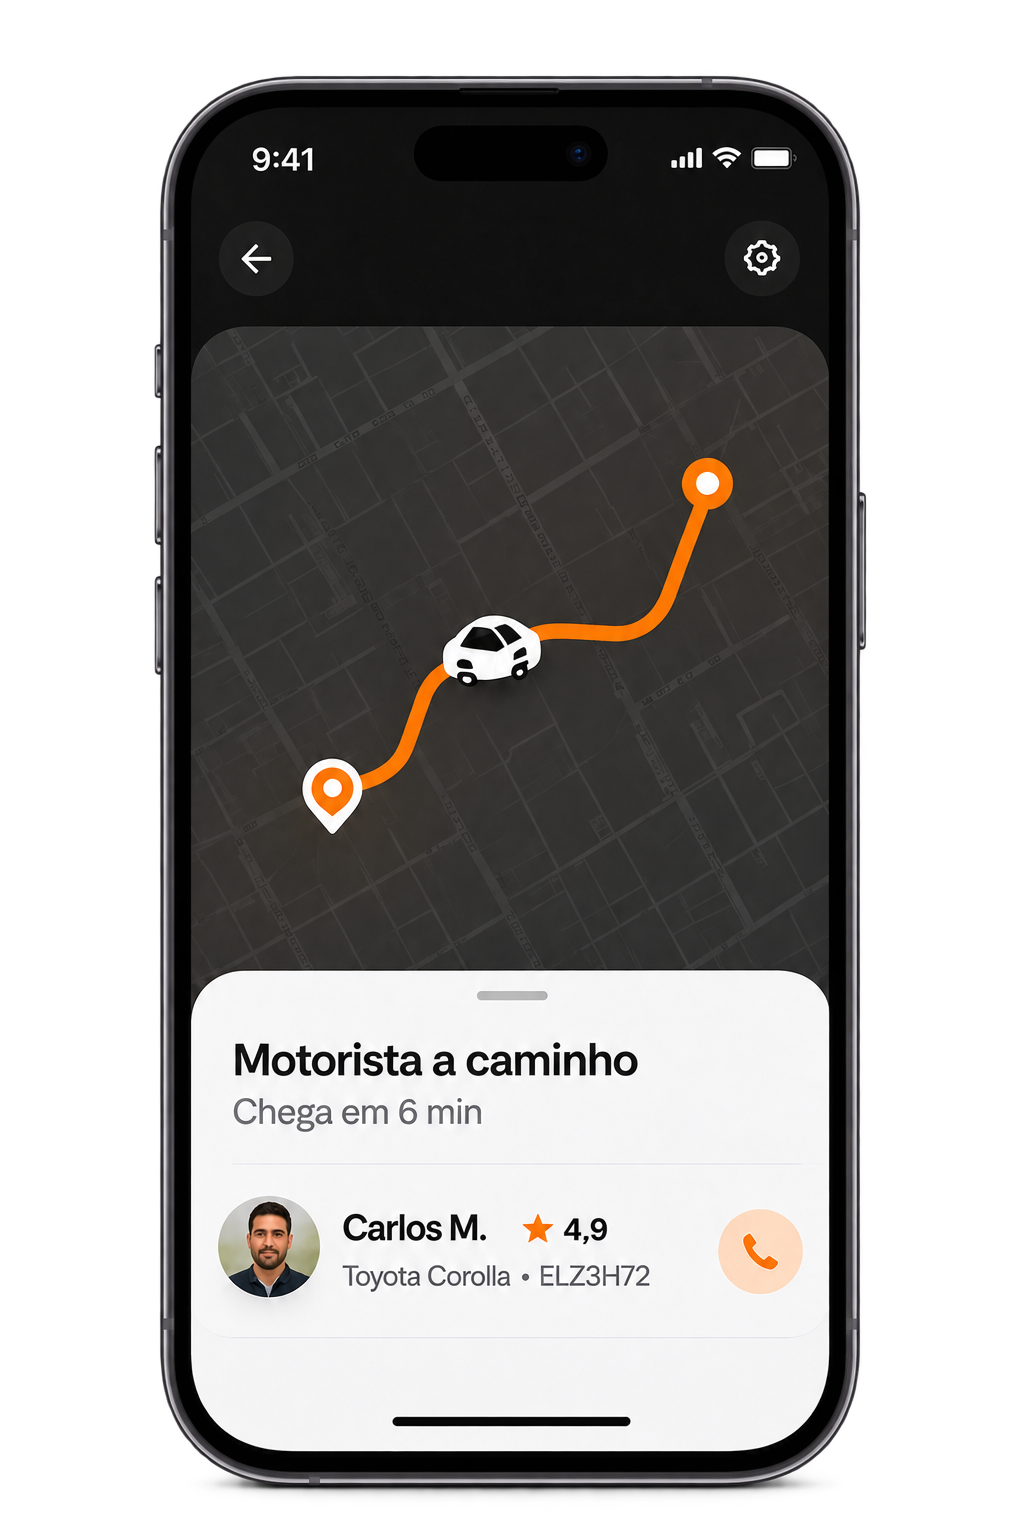 9:41
Motorista a caminho
Chega em 6 min
Carlos M. ★ 4,9
Toyota Corolla • ELZ3H72